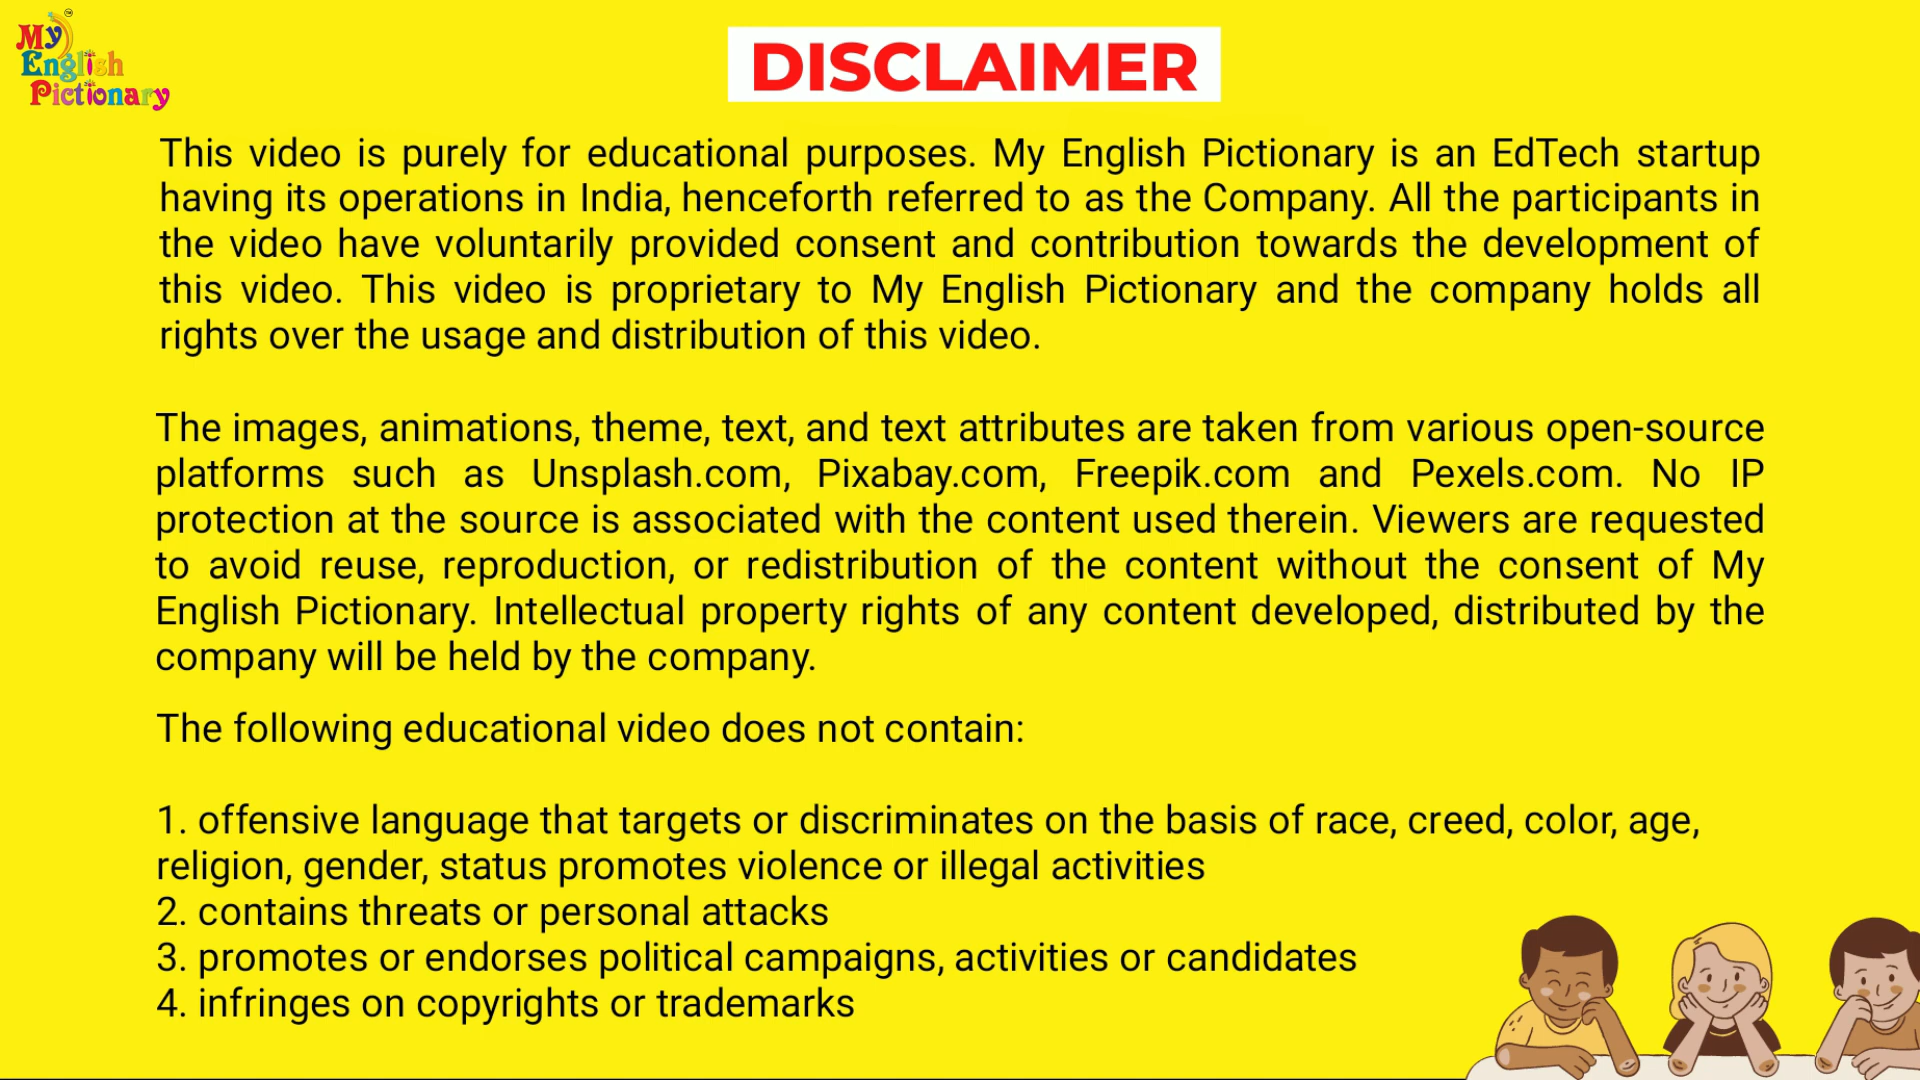 My
English
Pictionary
DISCLAIMER
This video is purely for educational purposes. My English Pictionary is an EdTech startup
having its operations in India, henceforth referred to as the Company. All the participants in
the video have voluntarily provided consent and contribution towards the development of
this video. This video is proprietary to My English Pictionary and the company holds all
rights over the usage and distribution of this video.
The images, animations, theme, text, and text attributes are taken from various open-source
platforms such as Unsplash.com, Pixabay.com, Freepik.com and Pexels.com. No IP
protection at the source is associated with the content used therein. Viewers are requested
to avoid reuse, reproduction, or redistribution of the content without the consent of My
English Pictionary. Intellectual property rights of any content developed, distributed by the
company will be held by the company.
The following educational video does not contain:
1. offensive language that targets or discriminates on the basis of race, creed, color, age,
religion, gender, status promotes violence or illegal activities
2. contains threats or personal attacks
3. promotes or endorses political campaigns, activities or candidates
4. infringes on copyrights or trademarks